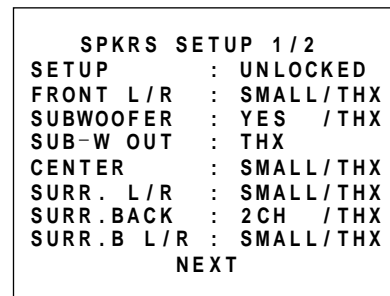 SPKRS SETUP 1/2
SETUP : UNLOCKED
FRONT L/R : SMALL/THX
SUBWOOFER : YES /THX
SUB-W OUT : THX
CENTER : SMALL/THX
SURR. L/R : SMALL/THX
SURR.BACK : 2CH /THX
SURR.B L/R : SMALL/THX
NEXT